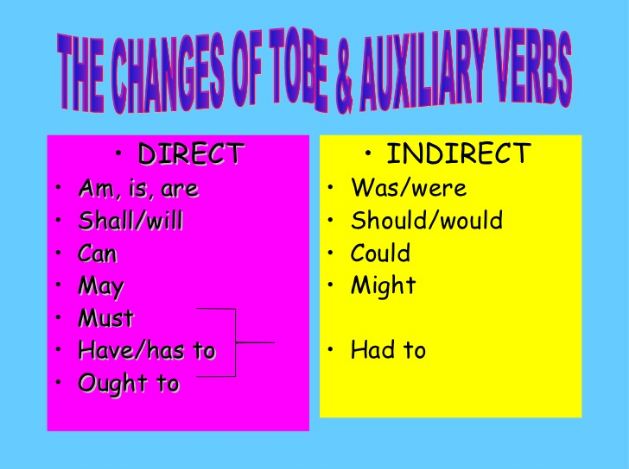 THE CHANGES OF TOBE & AUXILIARY VERBS
• DIRECT
• Am, is, are
• Shall/will
• Can
• May
• Must
• Have/has to
• Ought to
• INDIRECT
• Was/were
• Should/would
• Could
• Might
• Had to